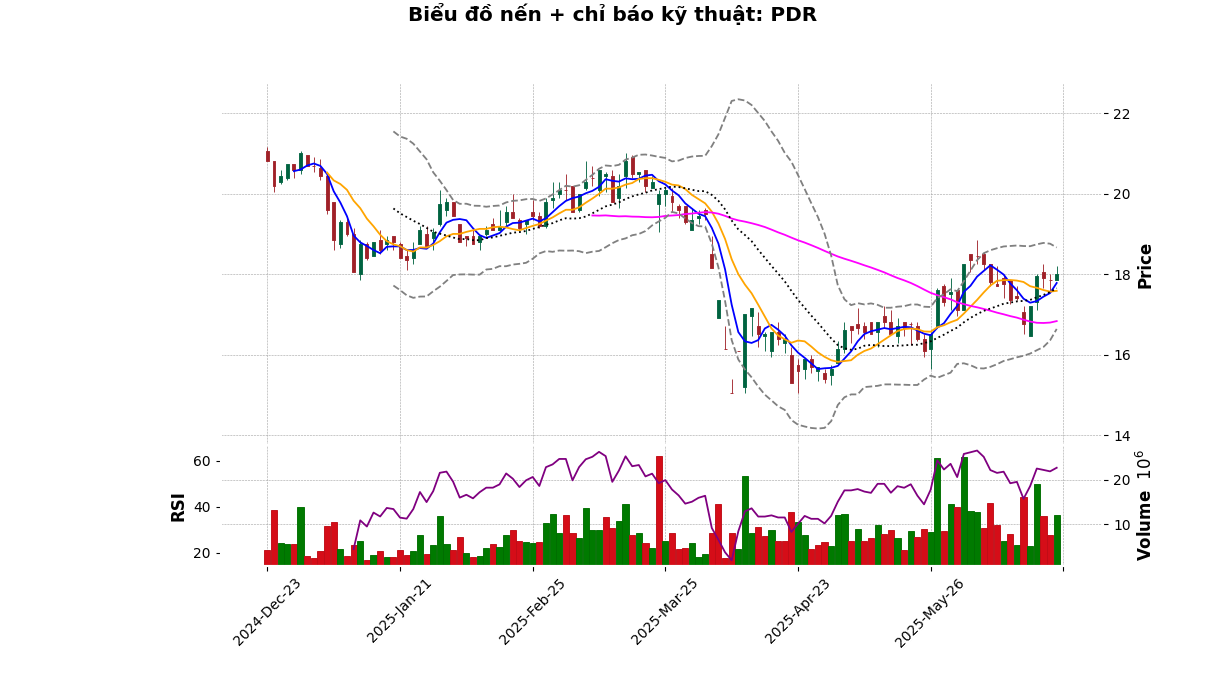 Biểu đồ nến + chỉ báo kỹ thuật: PDR
22
20
18
16
14
Price
60
40
20
RSI
20
10
Volume 10^6
2024-Dec-23
2025-Jan-21
2025-Feb-25
2025-Mar-25
2025-Apr-23
2025-May-26